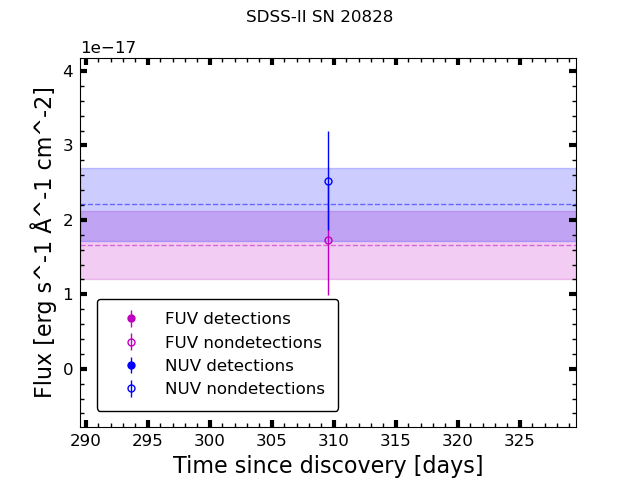 SDSS-II SN 20828
1e−17
4
3
2
1
0
Flux [erg s^-1 Å^-1 cm^-2]
FUV detections
FUV nondetections
NUV detections
NUV nondetections
290 295 300 305 310 315 320 325
Time since discovery [days]